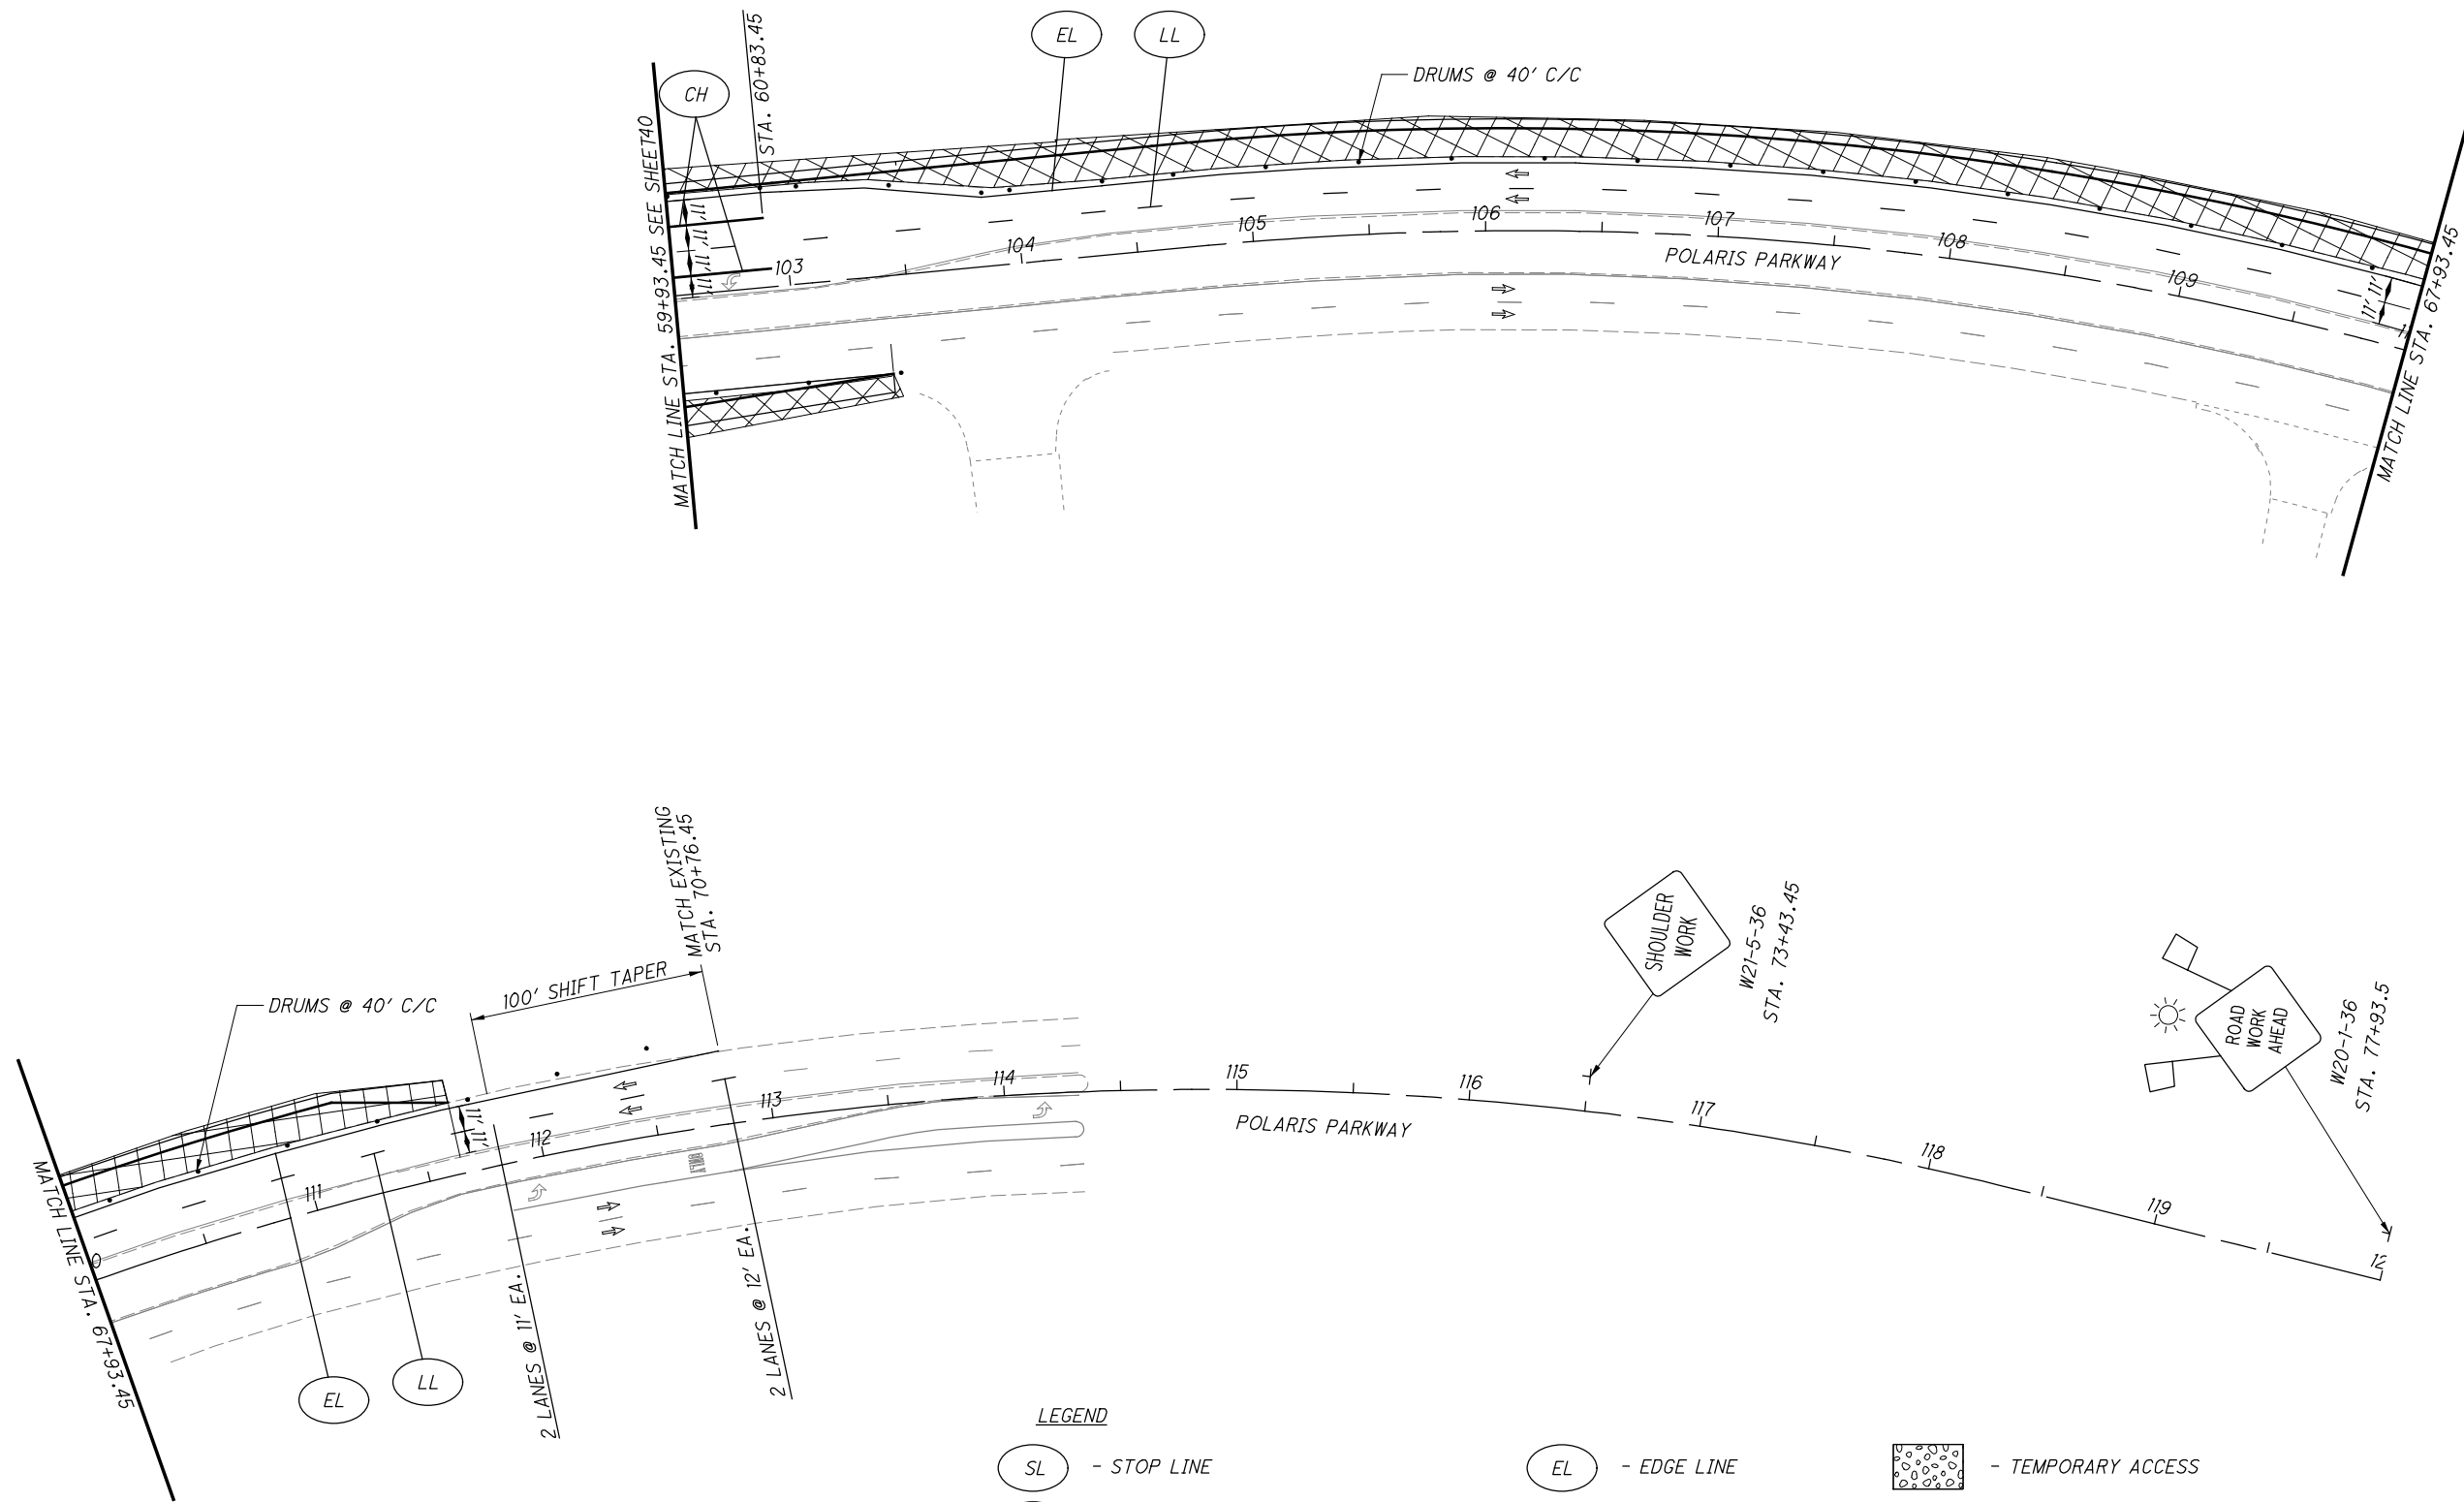 STA. 60+83.45
EL
LL
CH
DRUMS @ 40' C/C
MATCH LINE STA. 59+93.45 SEE SHEET40
11' 11' 11' 11'
103
104
105
106
107
108
109
11
POLARIS PARKWAY
11' 11'
MATCH LINE STA. 67+93.45
MATCH EXISTING
STA. 70+76.45
100' SHIFT TAPER
DRUMS @ 40' C/C
SHOULDER
WORK
W21-5-36
STA. 73+43.45
ROAD
WORK
AHEAD
W20-1-36
STA. 77+93.5
MATCH LINE STA. 67+93.45
0
111
112
113
114
115
116
117
118
119
12
11' 11'
ONLY
POLARIS PARKWAY
2 LANES @ 11' EA.
2 LANES @ 12' EA.
EL
LL
LEGEND
SL - STOP LINE
EL - EDGE LINE
- TEMPORARY ACCESS